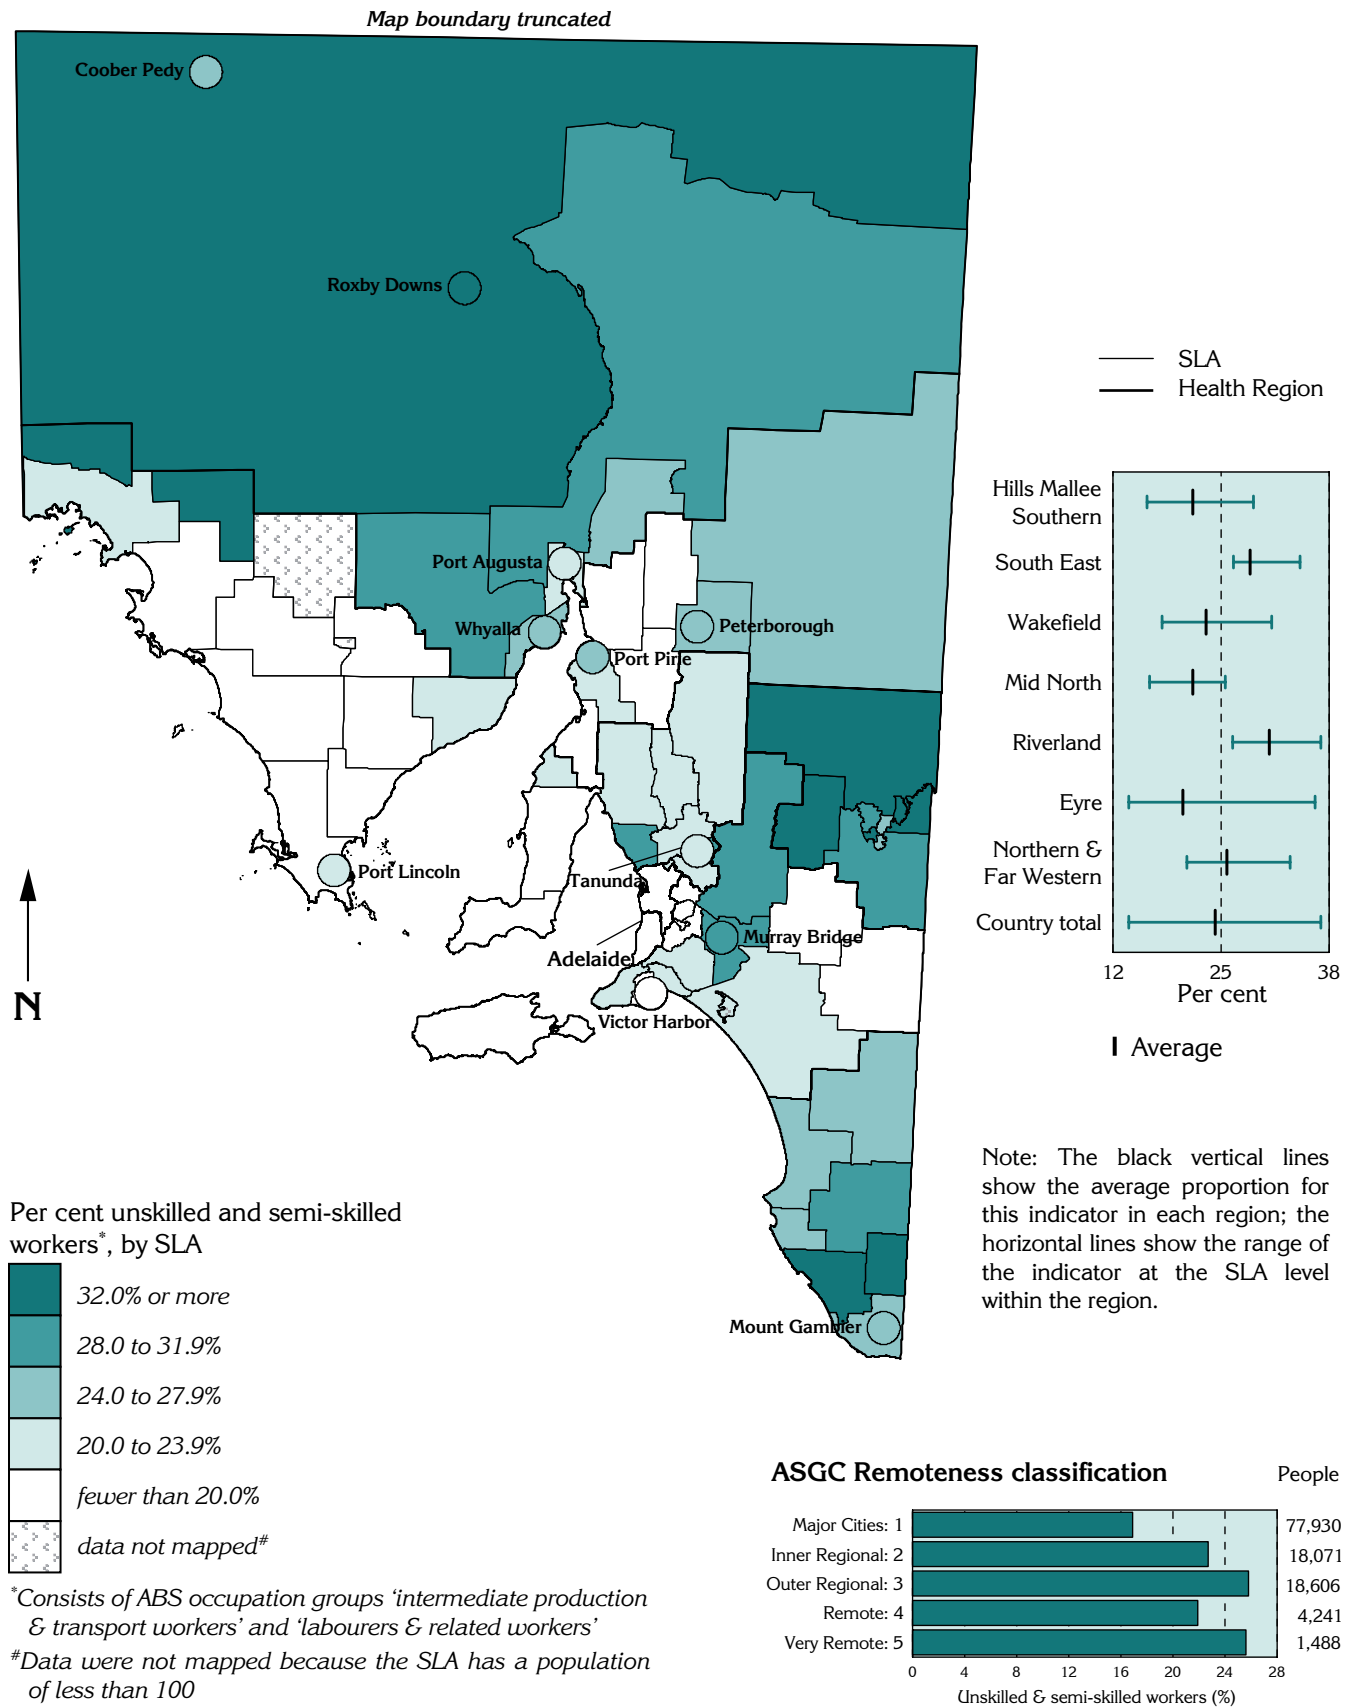 Map boundary truncated
Coober Pedy
Roxby Downs
SLA
Health Region
Port Augusta
Whyalla
Peterborough
Port Pirie
Port Lincoln
Tanunda
Murray Bridge
Adelaide
Victor Harbor
Mount Gambier
N
Hills Mallee
Southern
South East
Wakefield
Mid North
Riverland
Eyre
Northern &
Far Western
Country total
12 25 38
Per cent
Average
Note: The black vertical lines
show the average proportion for
this indicator in each region; the
horizontal lines show the range of
the indicator at the SLA level
within the region.
Per cent unskilled and semi-skilled
workers*, by SLA
32.0% or more
28.0 to 31.9%
24.0 to 27.9%
20.0 to 23.9%
fewer than 20.0%
data not mapped#
*Consists of ABS occupation groups ‘intermediate production
& transport workers’ and ‘labourers & related workers’
#Data were not mapped because the SLA has a population
of less than 100
ASGC Remoteness classification People
Major Cities: 1 77,930
Inner Regional: 2 18,071
Outer Regional: 3 18,606
Remote: 4 4,241
Very Remote: 5 1,488
0 4 8 12 16 20 24 28
Unskilled & semi-skilled workers (%)